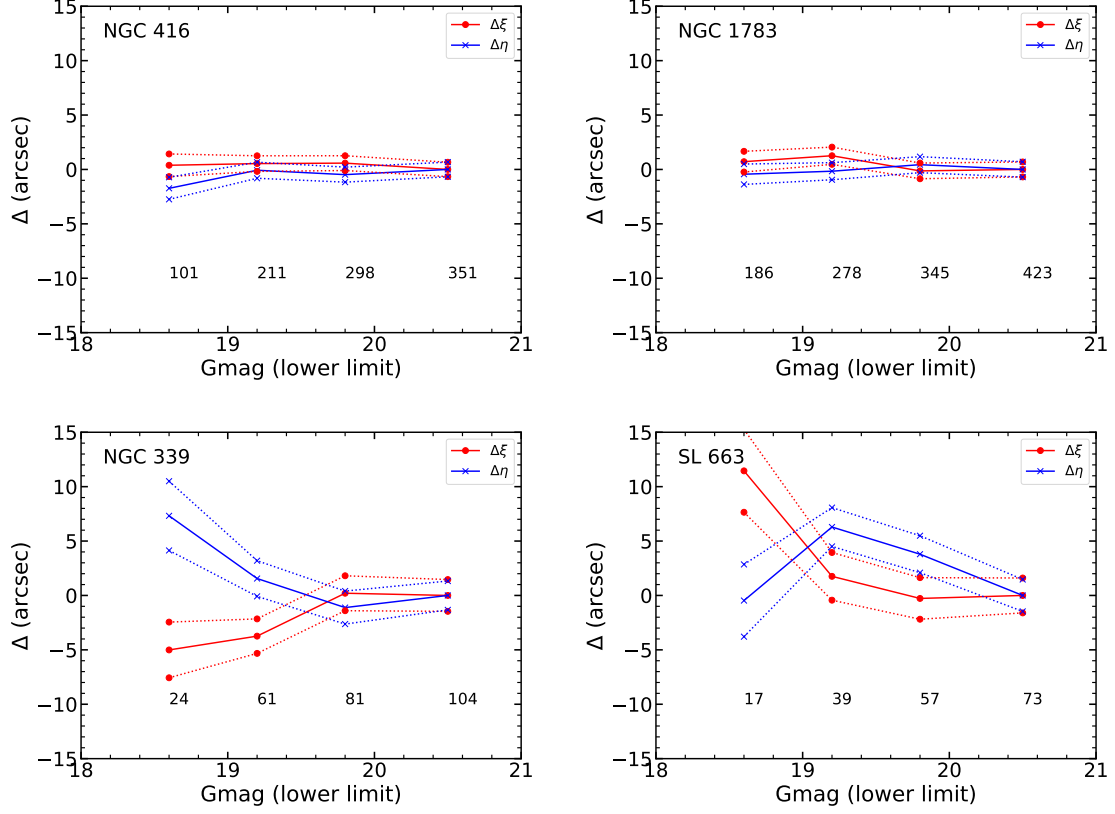 NGC 416
Δξ
Δη
15
10
5
0
−5
−10
−15
Δ (arcsec)
101 211 298 351
18 19 20 21
Gmag (lower limit)
NGC 1783
Δξ
Δη
15
10
5
0
−5
−10
−15
Δ (arcsec)
186 278 345 423
18 19 20 21
Gmag (lower limit)
NGC 339
Δξ
Δη
15
10
5
0
−5
−10
−15
Δ (arcsec)
24 61 81 104
18 19 20 21
Gmag (lower limit)
SL 663
Δξ
Δη
15
10
5
0
−5
−10
−15
Δ (arcsec)
17 39 57 73
18 19 20 21
Gmag (lower limit)